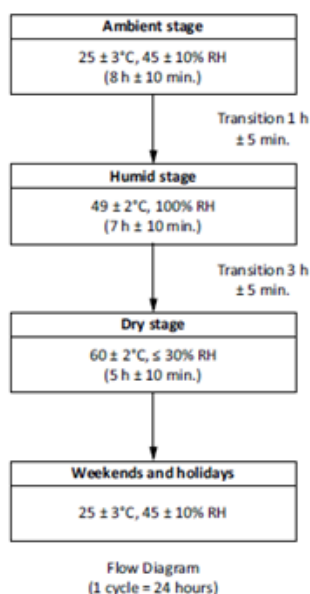 Ambient stage
25 ± 3°C, 45 ± 10% RH
(8 h ± 10 min.)
Transition 1 h
± 5 min.
Humid stage
49 ± 2°C, 100% RH
(7 h ± 10 min.)
Transition 3 h
± 5 min.
Dry stage
60 ± 2°C, ≤ 30% RH
(5 h ± 10 min.)
Weekends and holidays
25 ± 3°C, 45 ± 10% RH
Flow Diagram
(1 cycle = 24 hours)